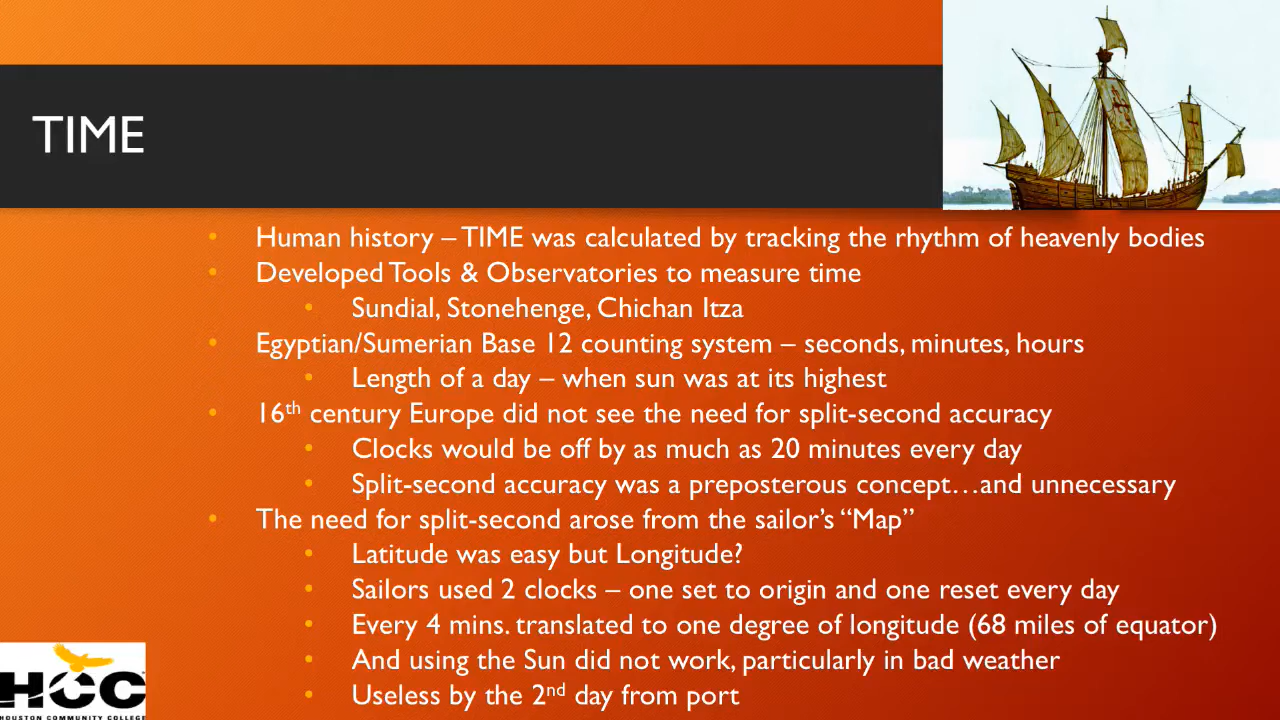 TIME
• Human history – TIME was calculated by tracking the rhythm of heavenly bodies
• Developed Tools & Observatories to measure time
• Sundial, Stonehenge, Chichan Itza
• Egyptian/Sumerian Base 12 counting system – seconds, minutes, hours
• Length of a day – when sun was at its highest
• 16th century Europe did not see the need for split-second accuracy
• Clocks would be off by as much as 20 minutes every day
• Split-second accuracy was a preposterous concept…and unnecessary
• The need for split-second arose from the sailor’s “Map”
• Latitude was easy but Longitude?
• Sailors used 2 clocks – one set to origin and one reset every day
• Every 4 mins. translated to one degree of longitude (68 miles of equator)
• And using the Sun did not work, particularly in bad weather
• Useless by the 2nd day from port
HCC
HOUSTON COMMUNITY COLLEGE